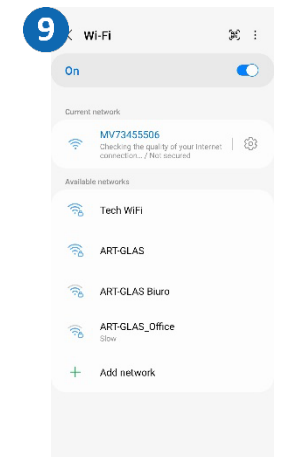 9
Wi-Fi
On
Current network
MV73455506
Checking the quality of your Internet
connection... / Not secured
Available networks
Tech WiFi
ART-GLAS
ART-GLAS Biuro
ART-GLAS_Office
Slow
Add network